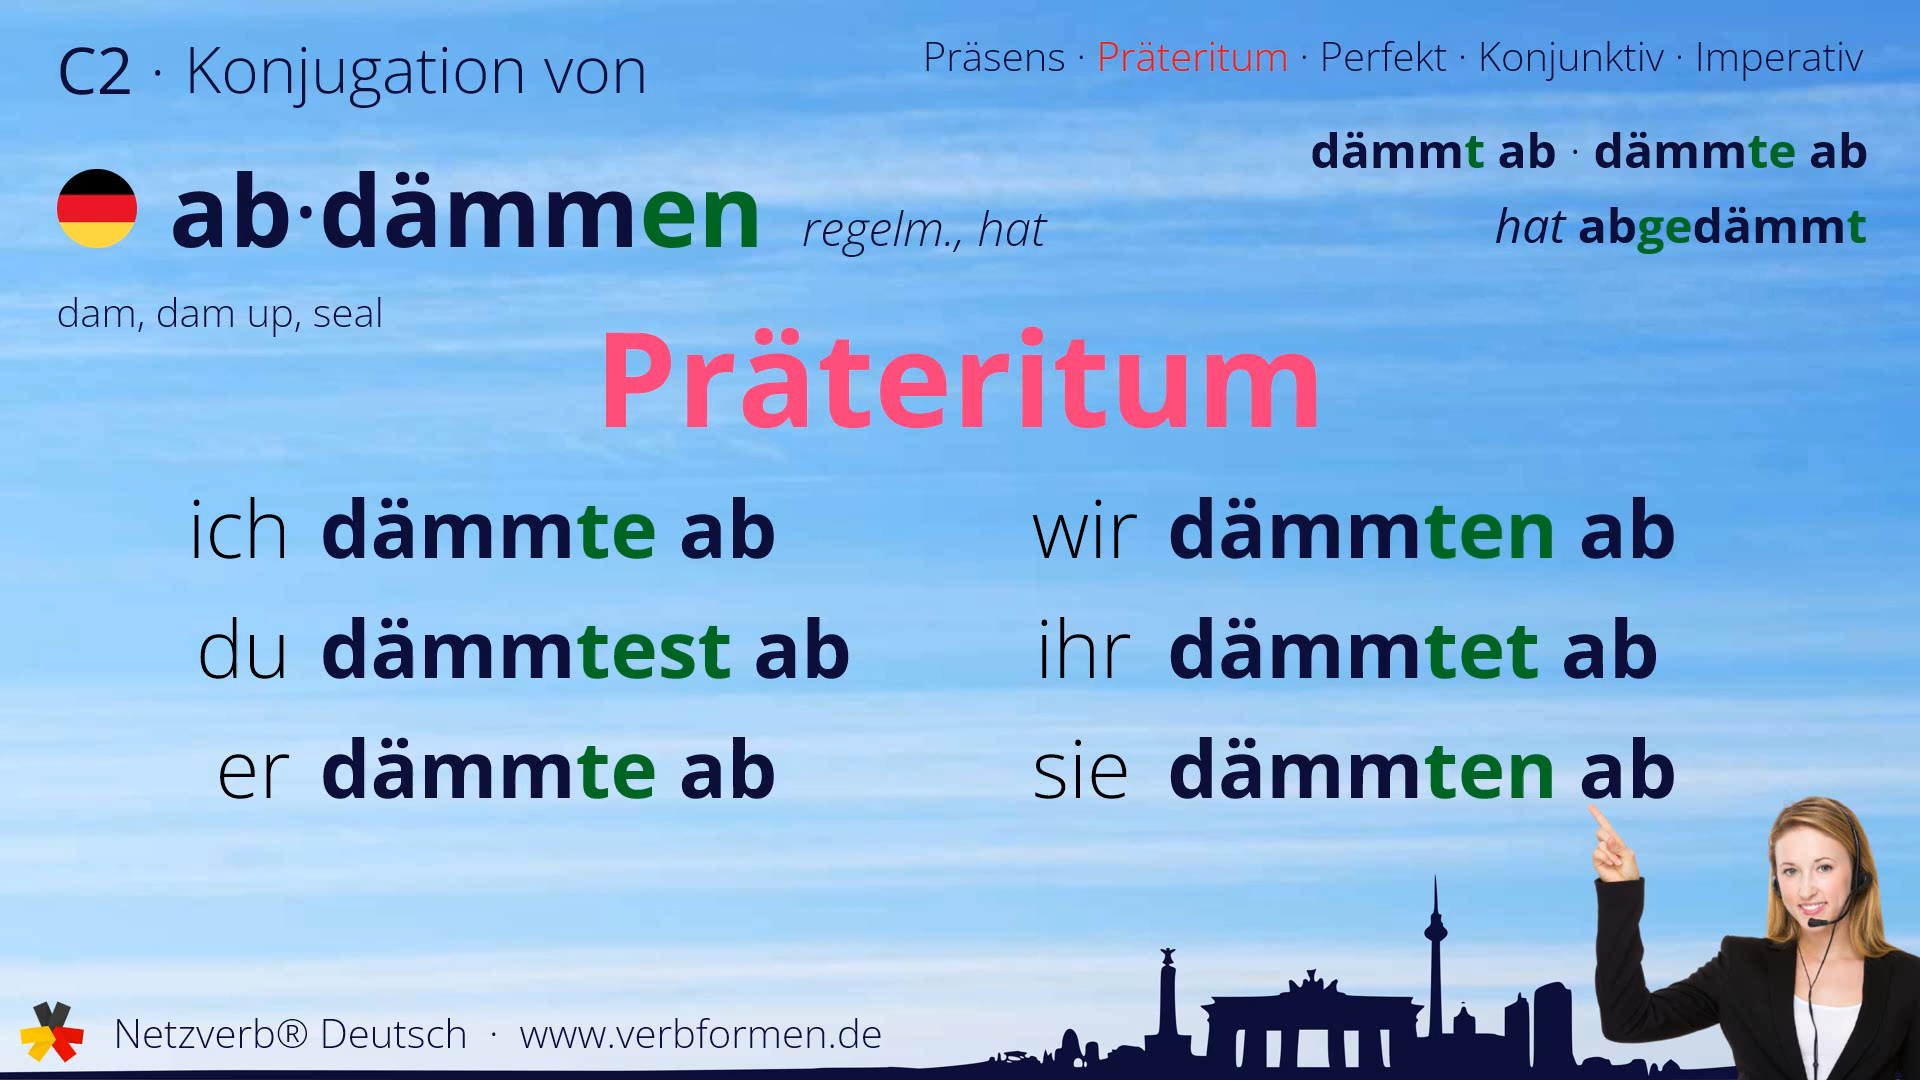 C2 · Konjugation von
Präsens · Präteritum · Perfekt · Konjunktiv · Imperativ
ab·dämmen regelm., hat
dämmt ab · dämmte ab
hat abgedämmt
dam, dam up, seal
Präteritum
ich dämmte ab
du dämmtest ab
er dämmte ab
wir dämmten ab
ihr dämmtet ab
sie dämmten ab
Netzverb® Deutsch · www.verbformen.de